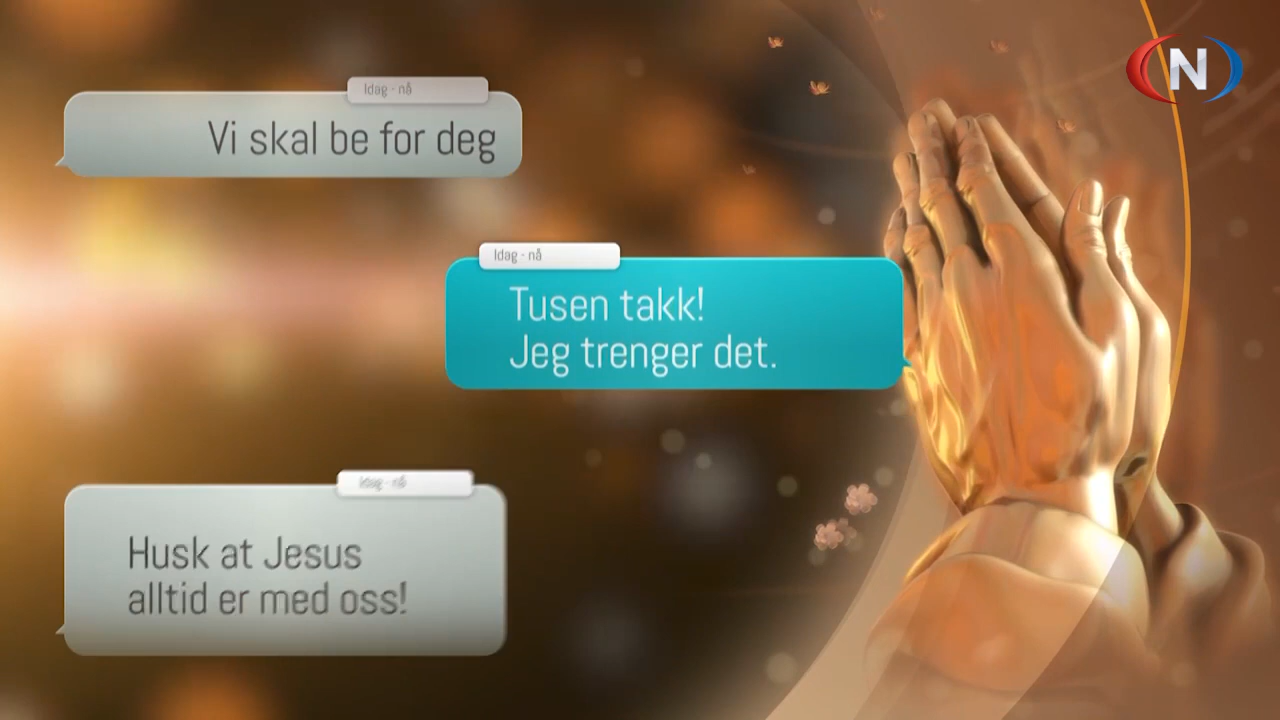 N
Idag - nå
Vi skal be for deg
Idag - nå
Tusen takk!
Jeg trenger det.
Idag - nå
Husk at Jesus
alltid er med oss!